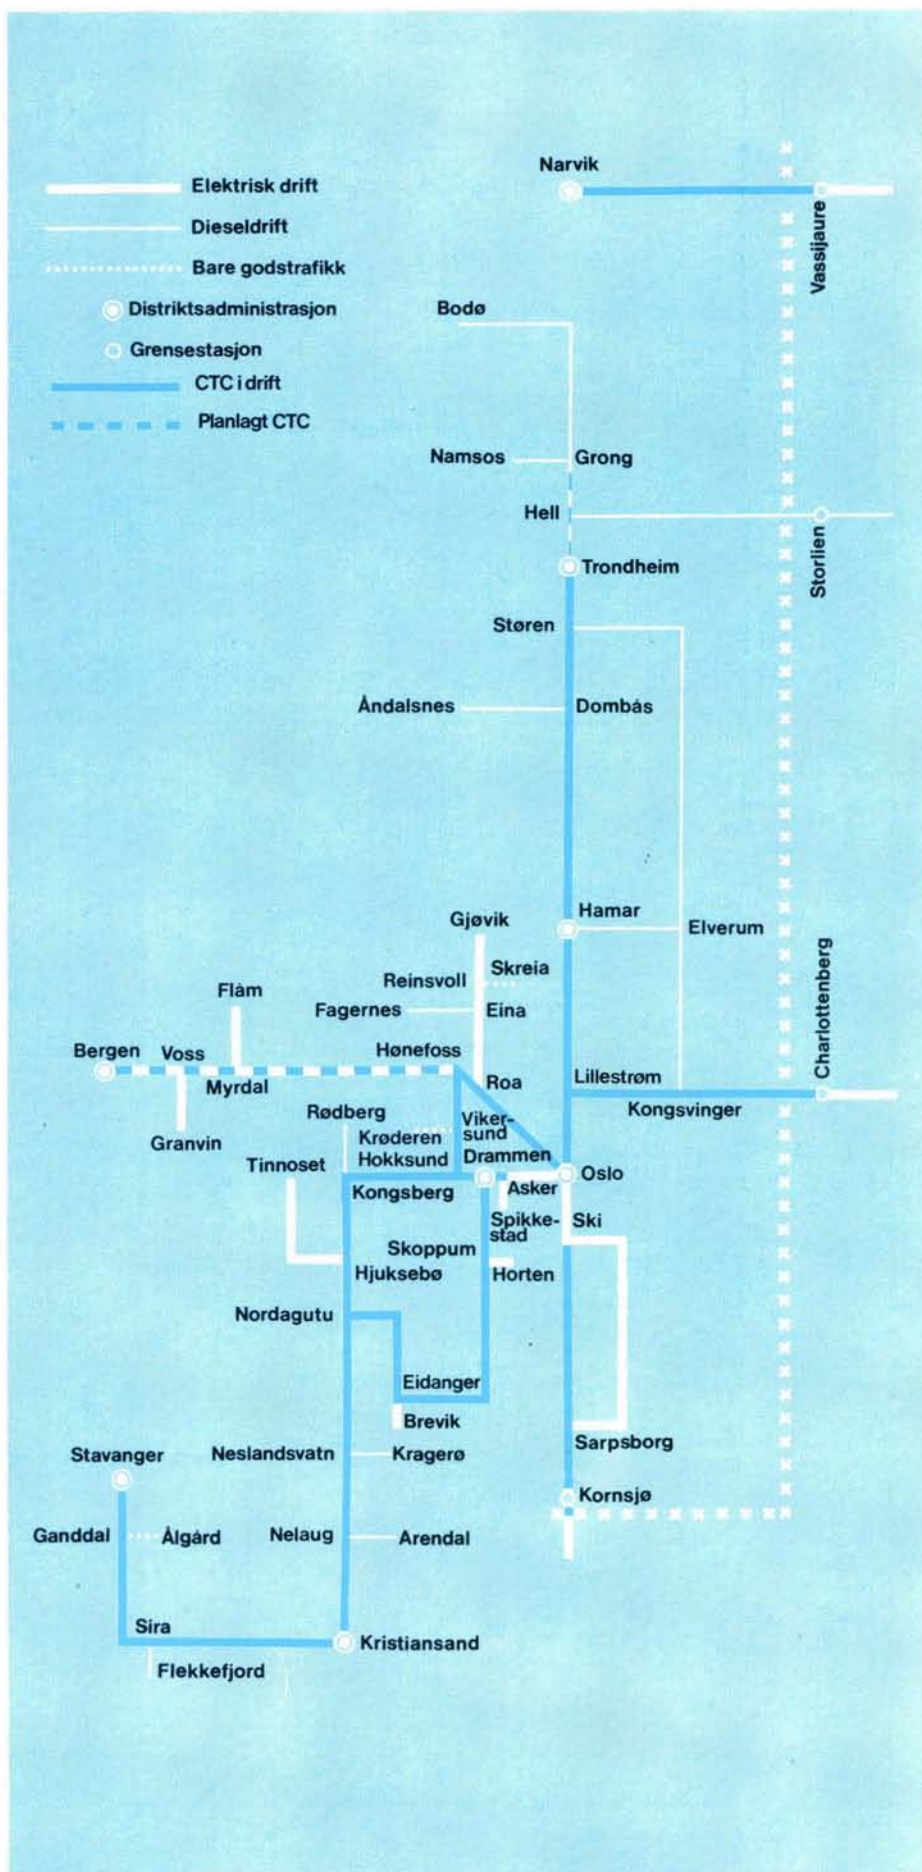 Elektrisk drift
Dieseldrift
Bare godstrafikk
Distriktsadministrasjon
Grensestasjon
CTC i drift
Planlagt CTC
Narvik
Vassijaure
Bodø
Namsos
Grong
Hell
Storlien
Trondheim
Støren
Åndalsnes
Dombås
Hamar
Elverum
Gjøvik
Reinsvoll
Skreia
Flåm
Fagernes
Eina
Charlottenberg
Bergen
Voss
Hønefoss
Myrdal
Roa
Lillestrøm
Kongsvinger
Granvin
Rødberg
Krøderen
Viker-
sund
Hokksund
Drammen
Tinnoset
Kongsberg
Asker
Oslo
Spikke-
stad
Ski
Skoppum
Hjuksebø
Horten
Nordagutu
Eidanger
Brevik
Sarpsborg
Stavanger
Neslandsvatn
Kragerø
Kornsjø
Ganddal
Ålgård
Nelaug
Arendal
Sira
Kristiansand
Flekkefjord